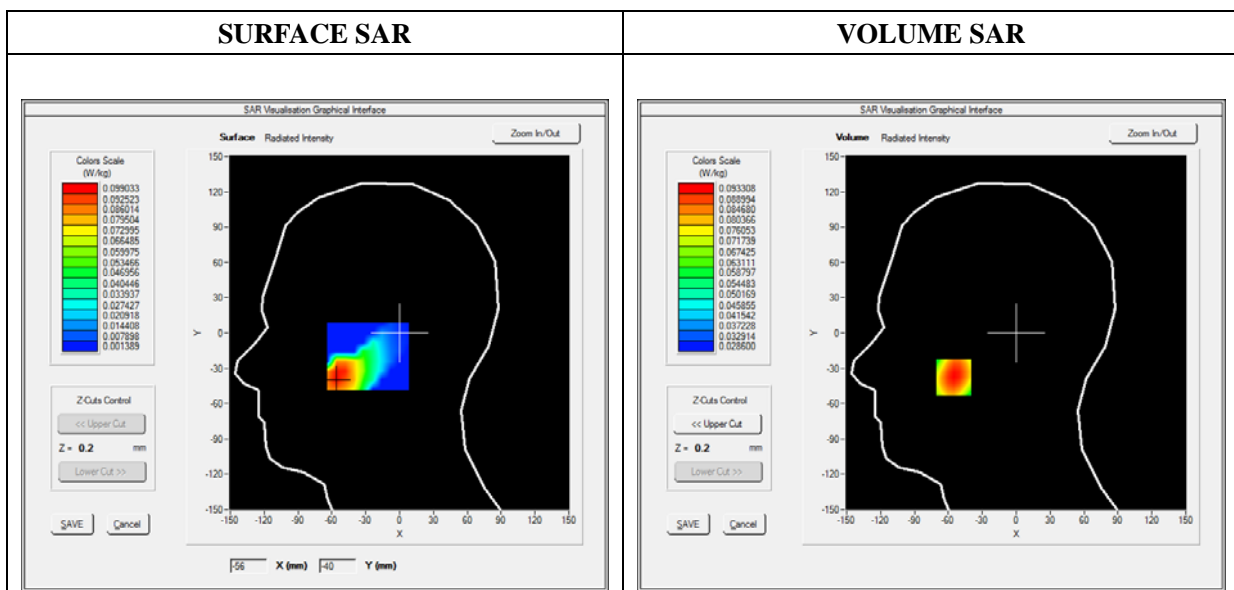 SURFACE SAR
VOLUME SAR
SAR Visualisation Graphical Interface
Surface Radiated Intensity
Zoom In/Out
Colors Scale
(W/kg)
0.099033
0.092523
0.086014
0.079504
0.072995
0.066485
0.059975
0.053466
0.046956
0.040446
0.033937
0.027427
0.020918
0.014408
0.007898
0.001389
150
120
90
60
30
0
-30
-60
-90
-120
-150
Y
-150 -120 -90 -60 -30 0 30 60 90 120 150
X
Z-Cuts Control
<< Upper Cut
Z = 0.2 mm
Lower Cut >>
SAVE Cancel
-56 X (mm) -40 Y (mm)
SAR Visualisation Graphical Interface
Volume Radiated Intensity
Zoom In/Out
Colors Scale
(W/kg)
0.093308
0.088994
0.084680
0.080366
0.076053
0.071739
0.067425
0.063111
0.058797
0.054483
0.050169
0.045855
0.041542
0.037228
0.032914
0.028600
150
120
90
60
30
0
-30
-60
-90
-120
-150
Y
-150 -120 -90 -60 -30 0 30 60 90 120 150
X
Z-Cuts Control
<< Upper Cut
Z = 0.2 mm
Lower Cut >>
SAVE Cancel